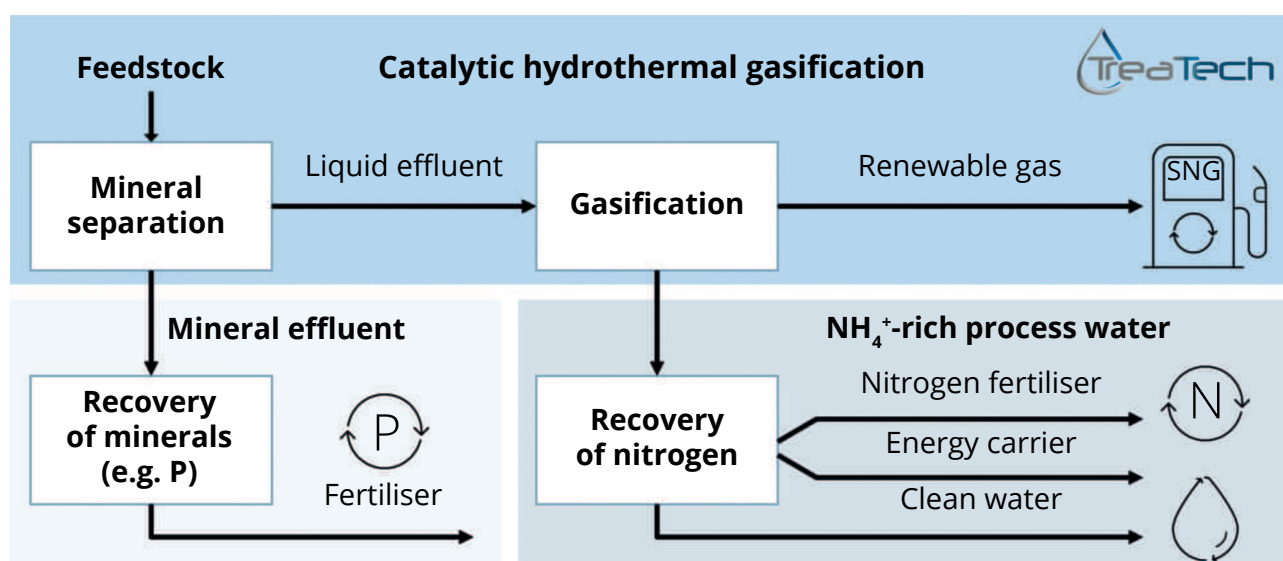 Feedstock
Catalytic hydrothermal gasification
TreaTech
Mineral
separation
Liquid effluent
Gasification
Renewable gas
SNG
Mineral effluent
Recovery
of minerals
(e.g. P)
P
Fertiliser
NH₄⁺-rich process water
Recovery
of nitrogen
Nitrogen fertiliser
N
Energy carrier
Clean water